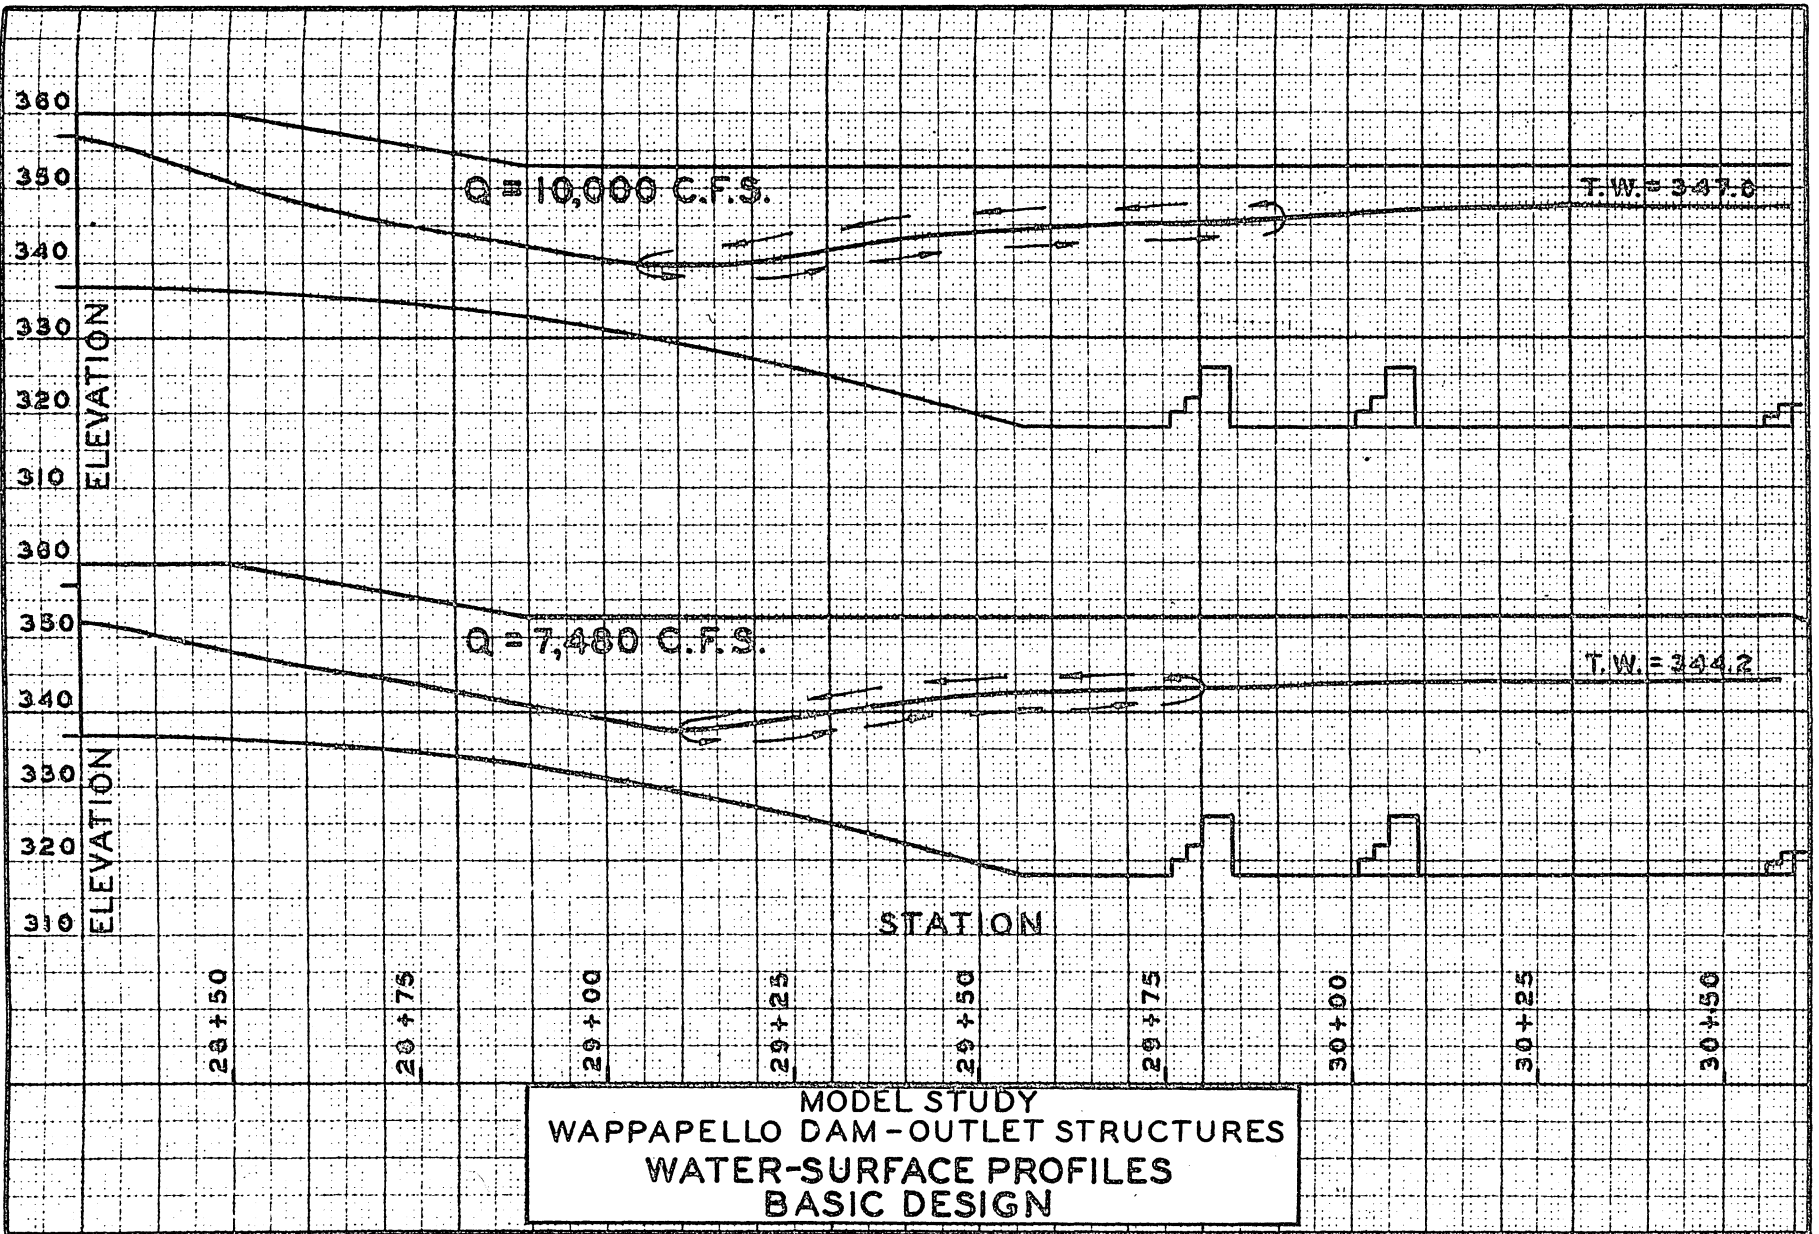 360
350
340
330
320
310
ELEVATION
Q = 10,000 C.F.S.
T.W. = 347.6
360
350
340
330
320
310
ELEVATION
Q = 7,480 C.F.S.
T.W. = 344.2
STATION
28+50
28+75
29+00
29+25
29+50
29+75
30+00
30+25
30+50
MODEL STUDY
WAPPAPELLO DAM-OUTLET STRUCTURES
WATER-SURFACE PROFILES
BASIC DESIGN